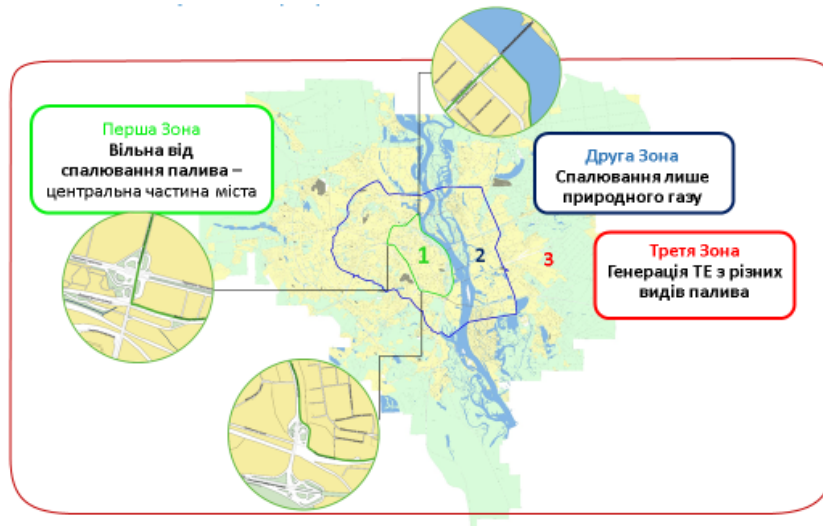 Перша Зона
Вільна від
спалювання палива –
центральна частина міста
Друга Зона
Спалювання лише
природного газу
1
2
3
Третя Зона
Генерація ТЕ з різних
видів палива